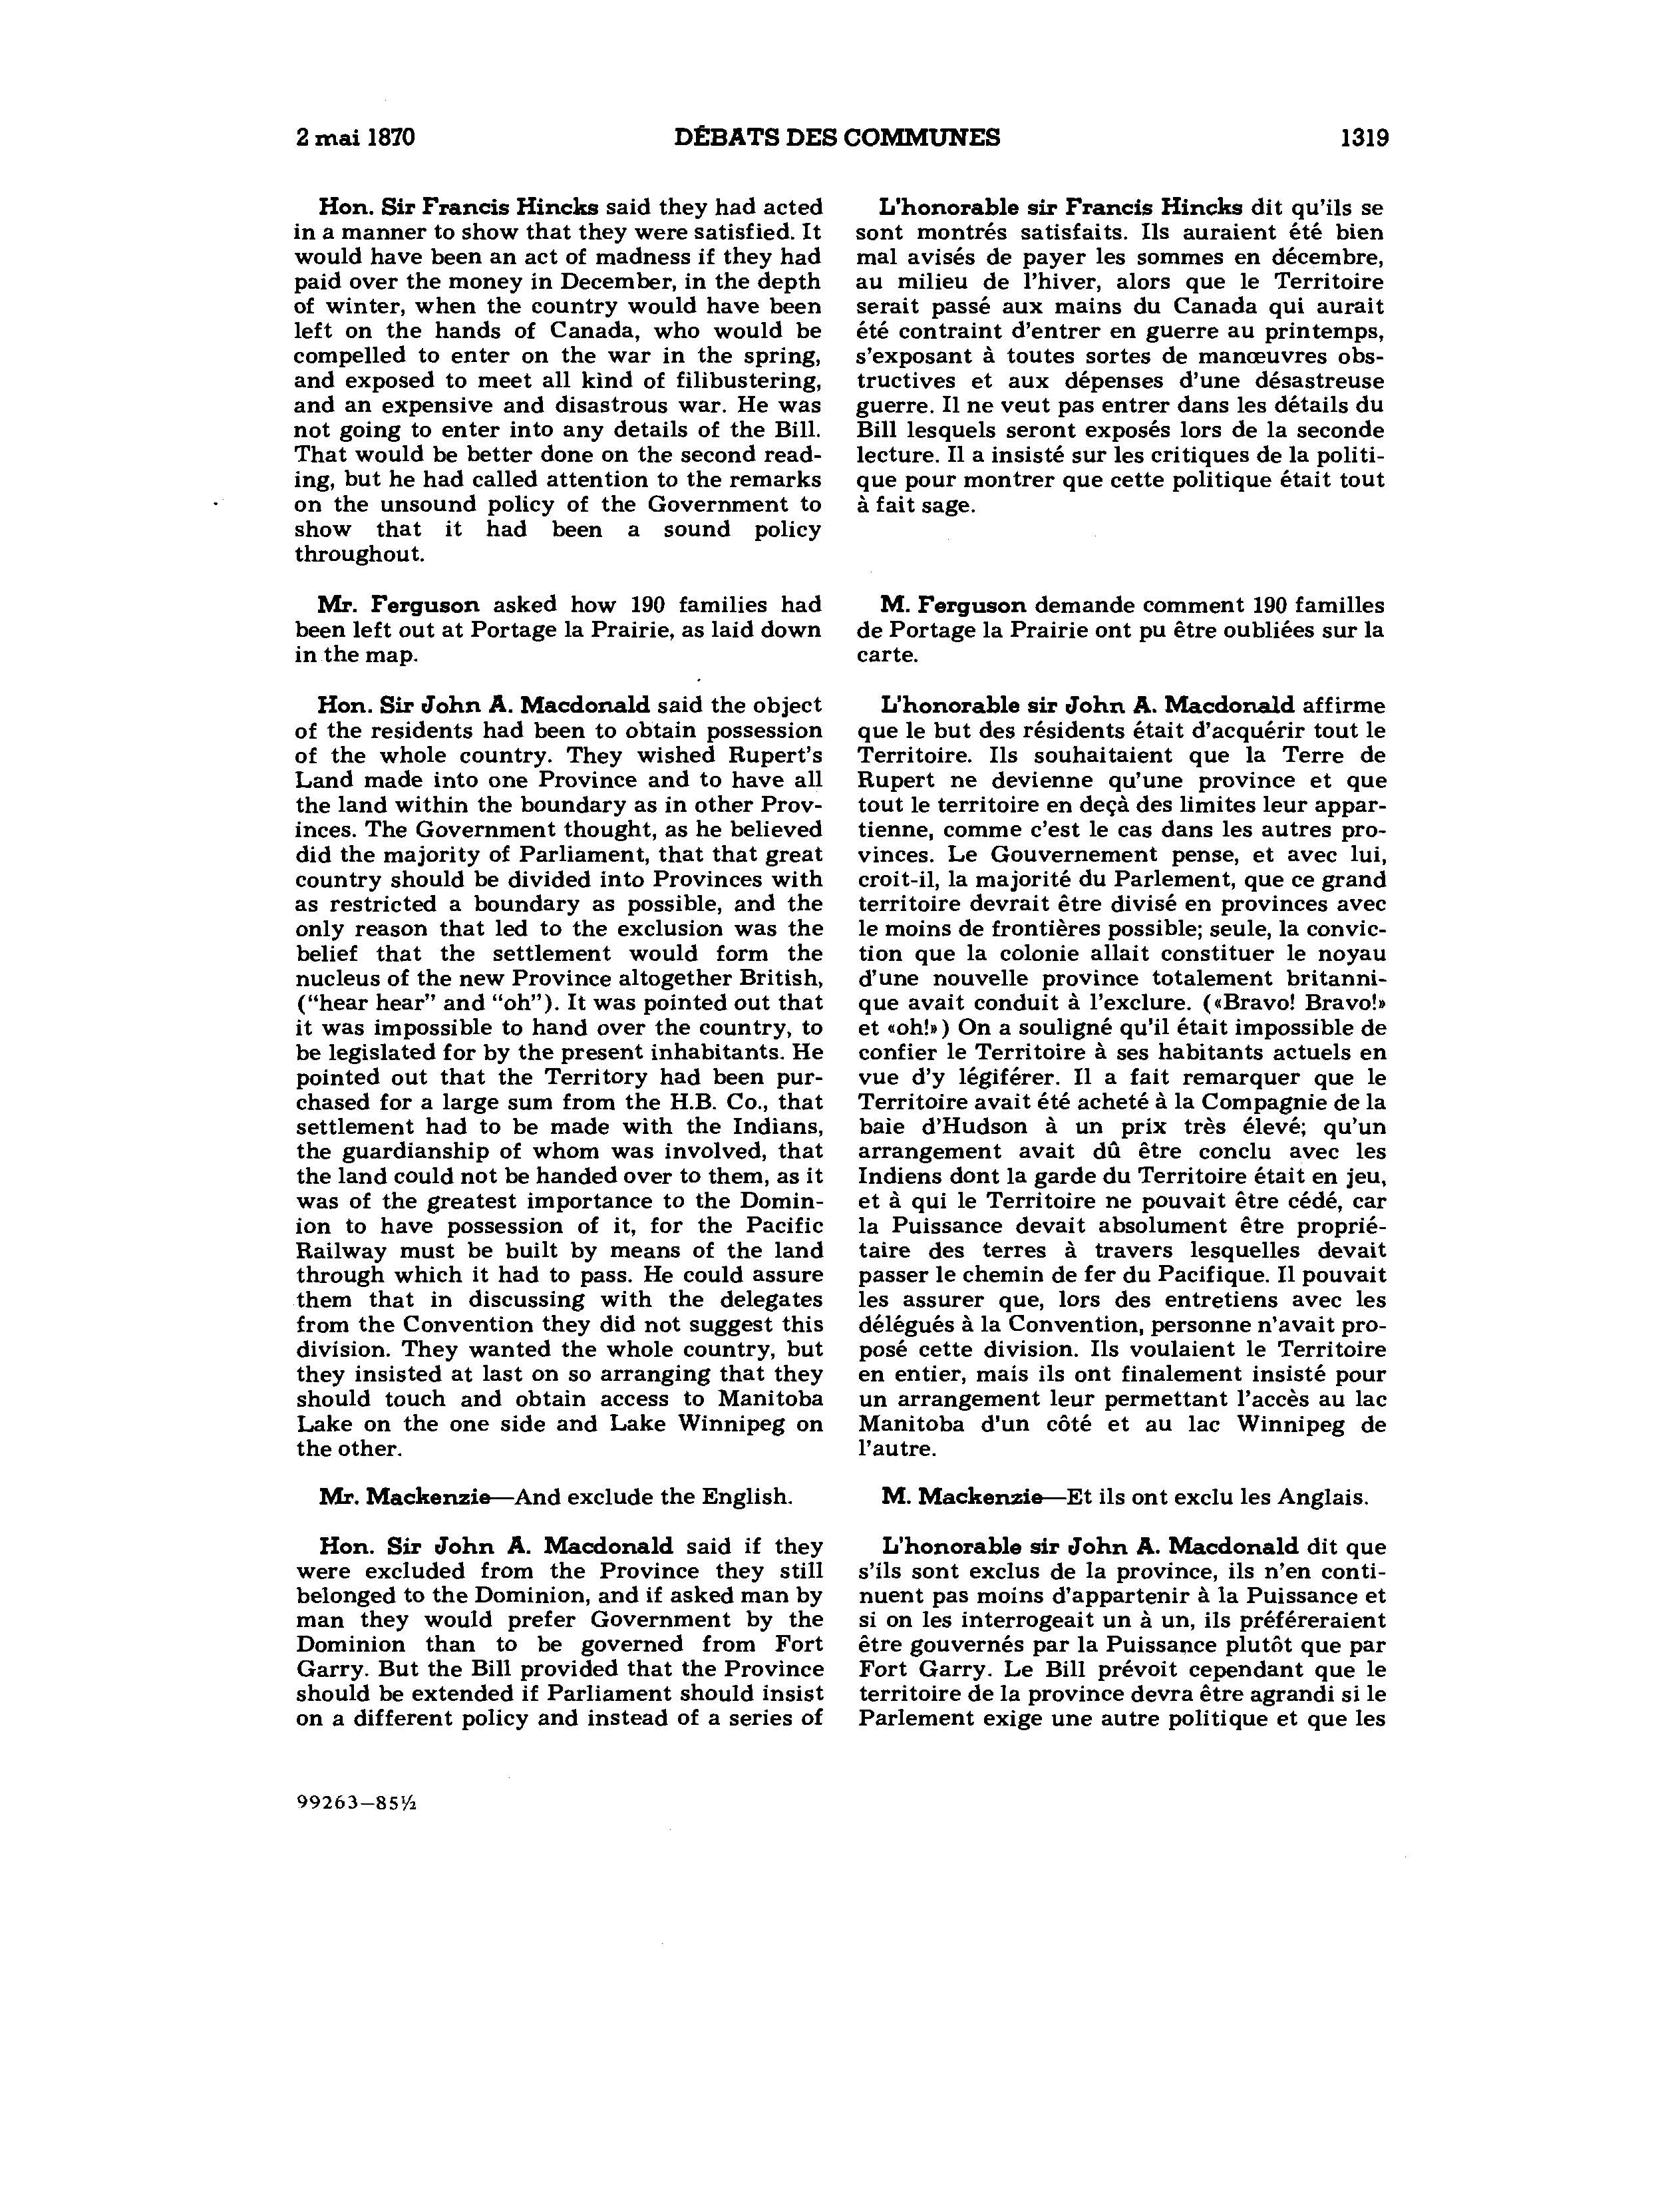 2 mai 1870 DÉBATS DES COMMUNES 1319
Hon. Sir Francis Hincks said they had acted
in a manner to show that they were satisfied. It
would have been an act of madness if they had
paid over the money in December, in the depth
of winter, when the country would have been
left on the hands of Canada, who would be
compelled to enter on the war in the spring,
and exposed to meet all kind of filibustering,
and an expensive and disastrous war. He was
not going to enter into any details of the Bill.
That would be better done on the second read-
ing, but he had called attention to the remarks
on the unsound policy of the Government to
show that it had been a sound policy
throughout.
Mr. Ferguson asked how 190 families had
been left out at Portage la Prairie, as laid down
in the map.
Hon. Sir John A. Macdonald said the object
of the residents had been to obtain possession
of the whole country. They wished Rupert's
Land made into one Province and to have all
the land within the boundary as in other Prov-
inces. The Government thought, as he believed
did the majority of Parliament, that that great
country should be divided into Provinces with
as restricted a boundary as possible, and the
only reason that led to the exclusion was the
belief that the settlement would form the
nucleus of the new Province altogether British,
("hear hear" and "oh"). It was pointed out that
it was impossible to hand over the country, to
be legislated for by the present inhabitants. He
pointed out that the Territory had been pur-
chased for a large sum from the H.B. Co., that
settlement had to be made with the Indians,
the guardianship of whom was involved, that
the land could not be handed over to them, as it
was of the greatest importance to the Domin-
ion to have possession of it, for the Pacific
Railway must be built by means of the land
through which it had to pass. He could assure
them that in discussing with the delegates
from the Convention they did not suggest this
division. They wanted the whole country, but
they insisted at last on so arranging that they
should touch and obtain access to Manitoba
Lake on the one side and Lake Winnipeg on
the other.
Mr. Mackenzie—And exclude the English.
Hon. Sir John A. Macdonald said if they
were excluded from the Province they still
belonged to the Dominion, and if asked man by
man they would prefer Government by the
Dominion than to be governed from Fort
Garry. But the Bill provided that the Province
should be extended if Parliament should insist
on a different policy and instead of a series of
L'honorable sir Francis Hincks dit qu'ils se
sont montrés satisfaits. Ils auraient été bien
mal avisés de payer les sommes en décembre,
au milieu de l'hiver, alors que le Territoire
serait passé aux mains du Canada qui aurait
été contraint d'entrer en guerre au printemps,
s'exposant à toutes sortes de manœuvres obs-
tructives et aux dépenses d'une désastreuse
guerre. Il ne veut pas entrer dans les détails du
Bill lesquels seront exposés lors de la seconde
lecture. Il a insisté sur les critiques de la politi-
que pour montrer que cette politique était tout
à fait sage.
M. Ferguson demande comment 190 familles
de Portage la Prairie ont pu être oubliées sur la
carte.
L'honorable sir John A. Macdonald affirme
que le but des résidents était d'acquérir tout le
Territoire. Ils souhaitaient que la Terre de
Rupert ne devienne qu'une province et que
tout le territoire en deçà des limites leur appar-
tienne, comme c'est le cas dans les autres pro-
vinces. Le Gouvernement pense, et avec lui,
croit-il, la majorité du Parlement, que ce grand
territoire devrait être divisé en provinces avec
le moins de frontières possible; seule, la convic-
tion que la colonie allait constituer le noyau
d'une nouvelle province totalement britanni-
que avait conduit à l'exclure. («Bravo! Bravo!»
et «oh!») On a souligné qu'il était impossible de
confier le Territoire à ses habitants actuels en
vue d'y légiférer. Il a fait remarquer que le
Territoire avait été acheté à la Compagnie de la
baie d'Hudson à un prix très élevé; qu'un
arrangement avait dû être conclu avec les
Indiens dont la garde du Territoire était en jeu,
et à qui le Territoire ne pouvait être cédé, car
la Puissance devait absolument être proprié-
taire des terres à travers lesquelles devait
passer le chemin de fer du Pacifique. Il pouvait
les assurer que, lors des entretiens avec les
délégués à la Convention, personne n'avait pro-
posé cette division. Ils voulaient le Territoire
en entier, mais ils ont finalement insisté pour
un arrangement leur permettant l'accès au lac
Manitoba d'un côté et au lac Winnipeg de
l'autre.
M. Mackenzie—Et ils ont exclu les Anglais.
L'honorable sir John A. Macdonald dit que
s'ils sont exclus de la province, ils n'en conti-
nuent pas moins d'appartenir à la Puissance et
si on les interrogeait un à un, ils préféreraient
être gouvernés par la Puissance plutôt que par
Fort Garry. Le Bill prévoit cependant que le
territoire de la province devra être agrandi si le
Parlement exige une autre politique et que les
99263—85½